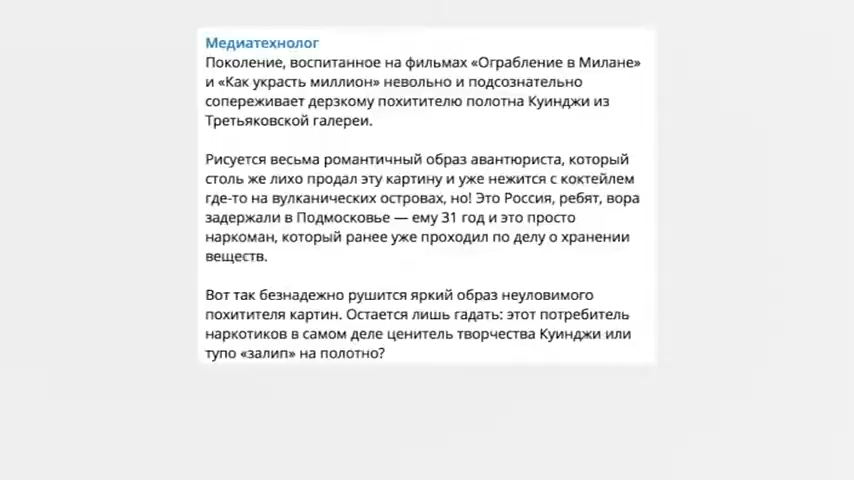 Медиатехнолог
Поколение, воспитанное на фильмах «Ограбление в Милане»
и «Как украсть миллион» невольно и подсознательно
сопереживает дерзкому похитителю полотна Куинджи из
Третьяковской галереи.
Рисуется весьма романтичный образ авантюриста, который
столь же лихо продал эту картину и уже нежится с коктейлем
где-то на вулканических островах, но! Это Россия, ребят, вора
задержали в Подмосковье — ему 31 год и это просто
наркоман, который ранее уже проходил по делу о хранении
веществ.
Вот так безнадежно рушится яркий образ неуловимого
похитителя картин. Остается лишь гадать: этот потребитель
наркотиков в самом деле ценитель творчества Куинджи или
тупо «залип» на полотно?